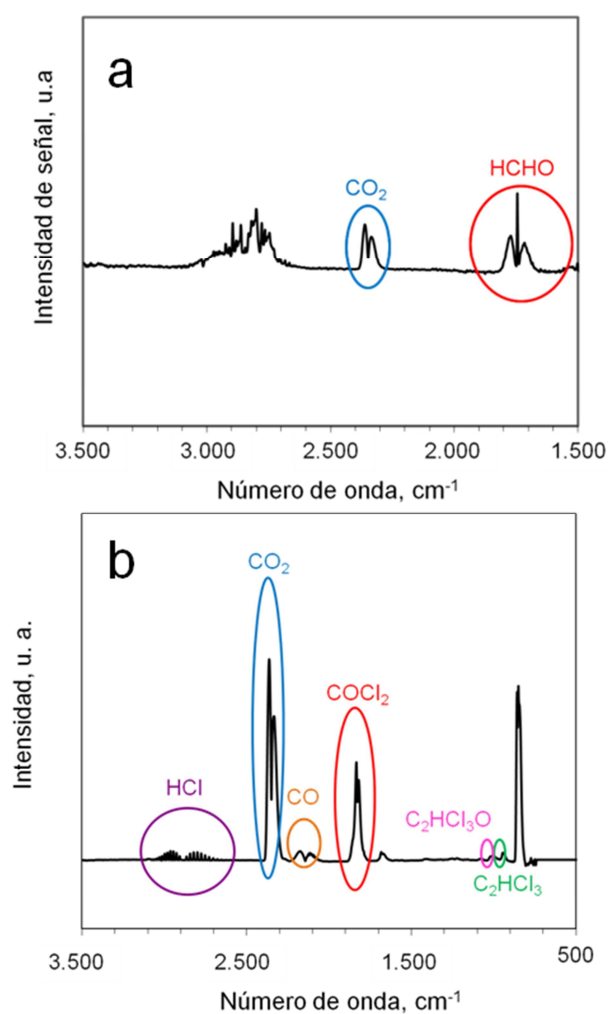 a
Intensidad de señal, u.a
CO₂
HCHO
3.500 3.000 2.500 2.000 1.500
Número de onda, cm⁻¹
b
Intensidad, u. a.
CO₂
COCl₂
HCl
CO
C₂HCl₃O
C₂HCl₃
3.500 2.500 1.500 500
Número de onda, cm⁻¹